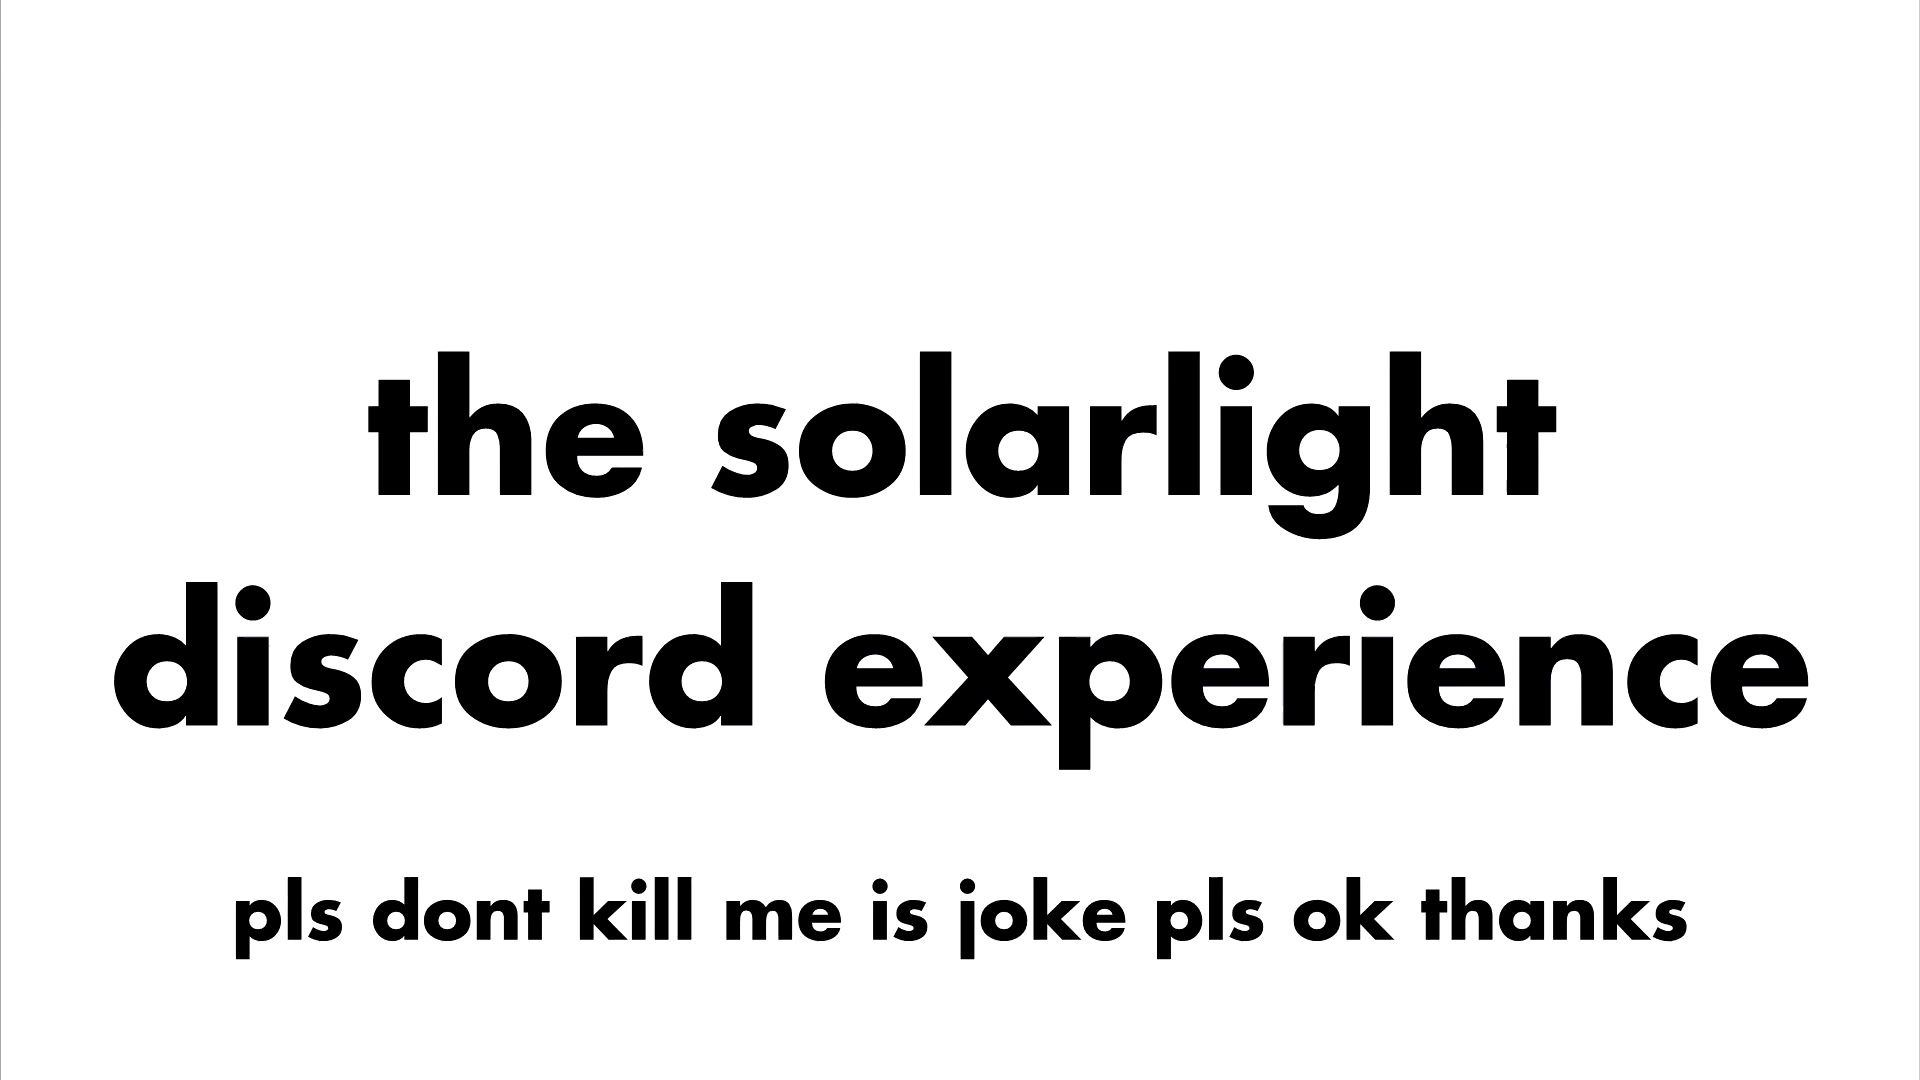 the solarlight
discord experience
pls dont kill me is joke pls ok thanks